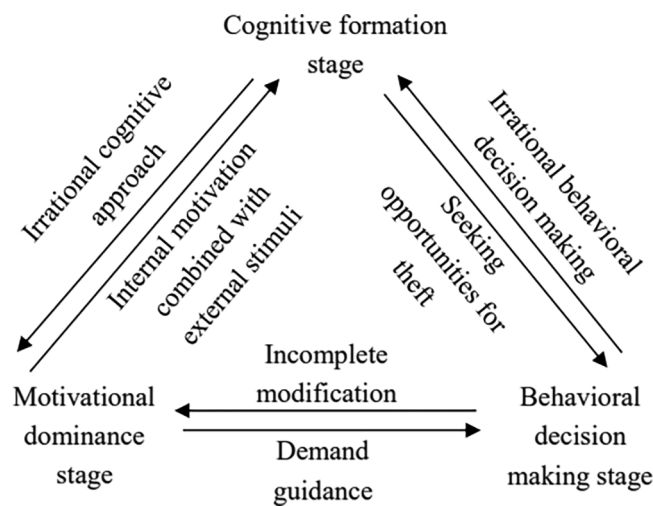 Cognitive formation
stage
Irrational cognitive
approach
Internal motivation
combined with
external stimuli
Irrational behavioral
decision making
Seeking
opportunities for
theft
Incomplete
modification
Demand
guidance
Motivational
dominance
stage
Behavioral
decision
making stage